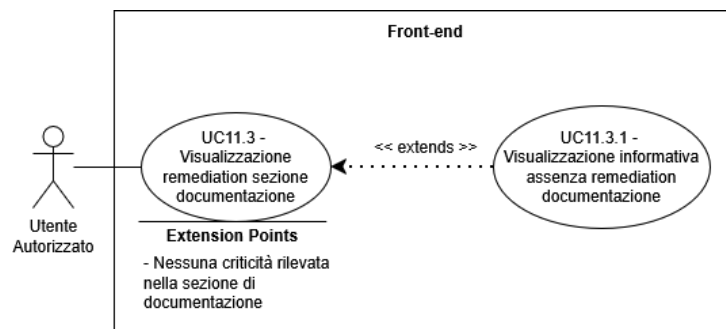 Front-end
UC11.3 -
Visualizzazione
remediation sezione
documentazione
<< extends >>
UC11.3.1 -
Visualizzazione informativa
assenza remediation
documentazione
Utente
Autorizzato
Extension Points
- Nessuna criticità rilevata
nella sezione di
documentazione